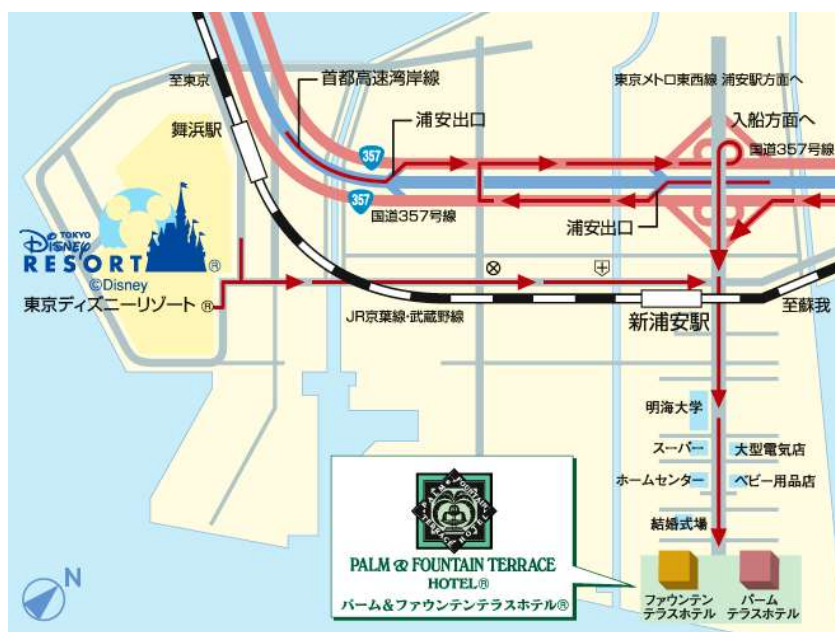 至東京
首都高速湾岸線
東京メトロ東西線 浦安駅方面へ
舞浜駅
浦安出口
入船方面へ
357
国道357号線
357
国道357号線
浦安出口
TOKYO
DISNEY
RESORT®
©Disney
東京ディズニーリゾート®
JR京葉線・武蔵野線
新浦安駅
至蘇我
明海大学
スーパー
大型電気店
ホームセンター
ベビー用品店
結婚式場
PALM & FOUNTAIN
TERRACE HOTEL
PALM & FOUNTAIN TERRACE
HOTEL®
パーム&ファウンテンテラスホテル®
ファウンテン
テラスホテル
パーム
テラスホテル
N